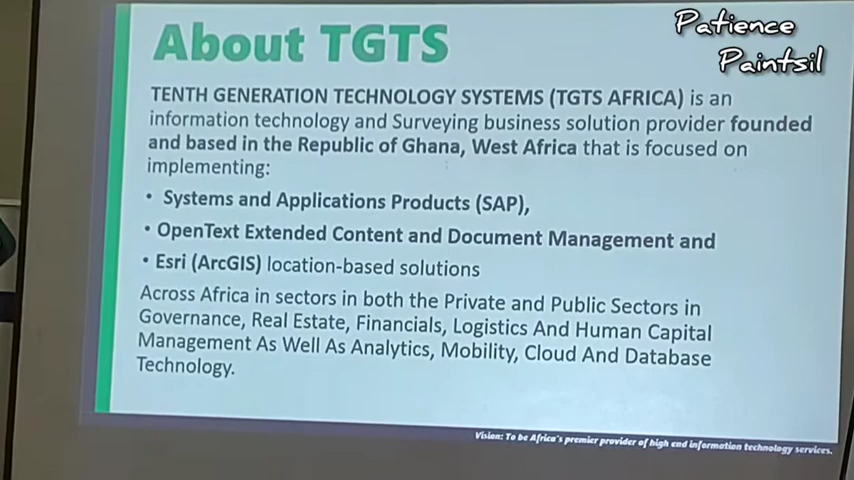 Patience
Paintsil
About TGTS
TENTH GENERATION TECHNOLOGY SYSTEMS (TGTS AFRICA) is an
information technology and Surveying business solution provider founded
and based in the Republic of Ghana, West Africa that is focused on
implementing:
• Systems and Applications Products (SAP),
• OpenText Extended Content and Document Management and
• Esri (ArcGIS) location-based solutions
Across Africa in sectors in both the Private and Public Sectors in
Governance, Real Estate, Financials, Logistics And Human Capital
Management As Well As Analytics, Mobility, Cloud And Database
Technology.
Vision: To be Africa's premier provider of high end information technology services.